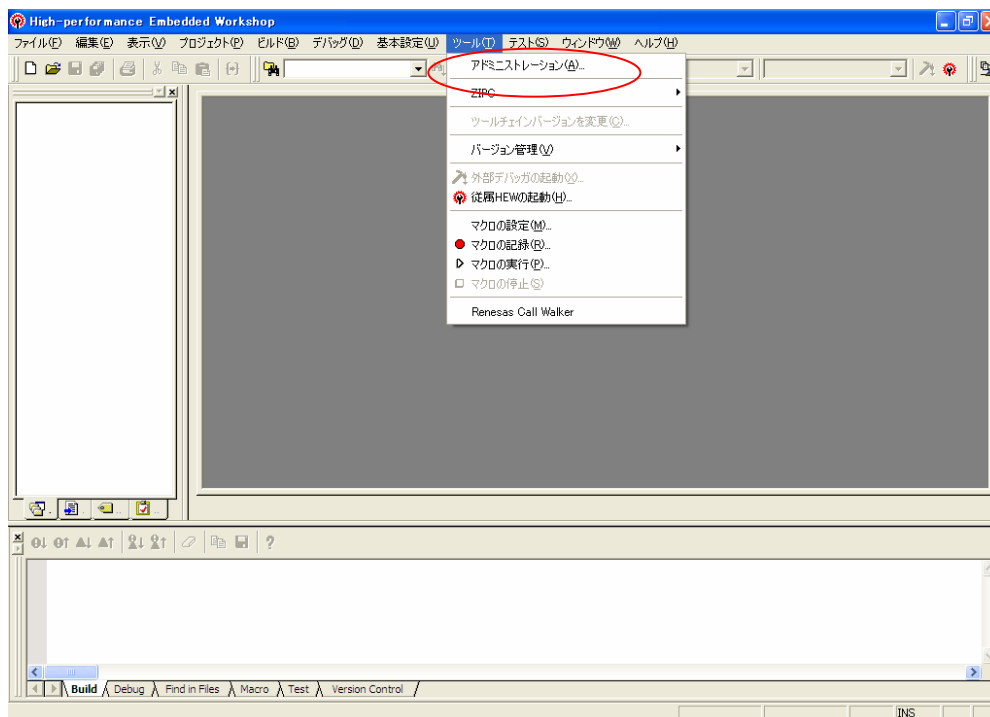 High-performance Embedded Workshop
ファイル(F) 編集(E) 表示(V) プロジェクト(P) ビルド(B) デバッグ(D) 基本設定(U) ツール(T) テスト(S) ウィンドウ(W) ヘルプ(H)
アドミニストレーション(A)...
ZIPC
ツールチェインバージョンを変更(C)...
バージョン管理(V)
外部デバッガの起動(X)...
従属HEWの起動(H)...
マクロの設定(M)...
マクロの記録(R)...
マクロの実行(P)...
マクロの停止(S)
Renesas Call Walker
Build Debug Find in Files Macro Test Version Control
INS